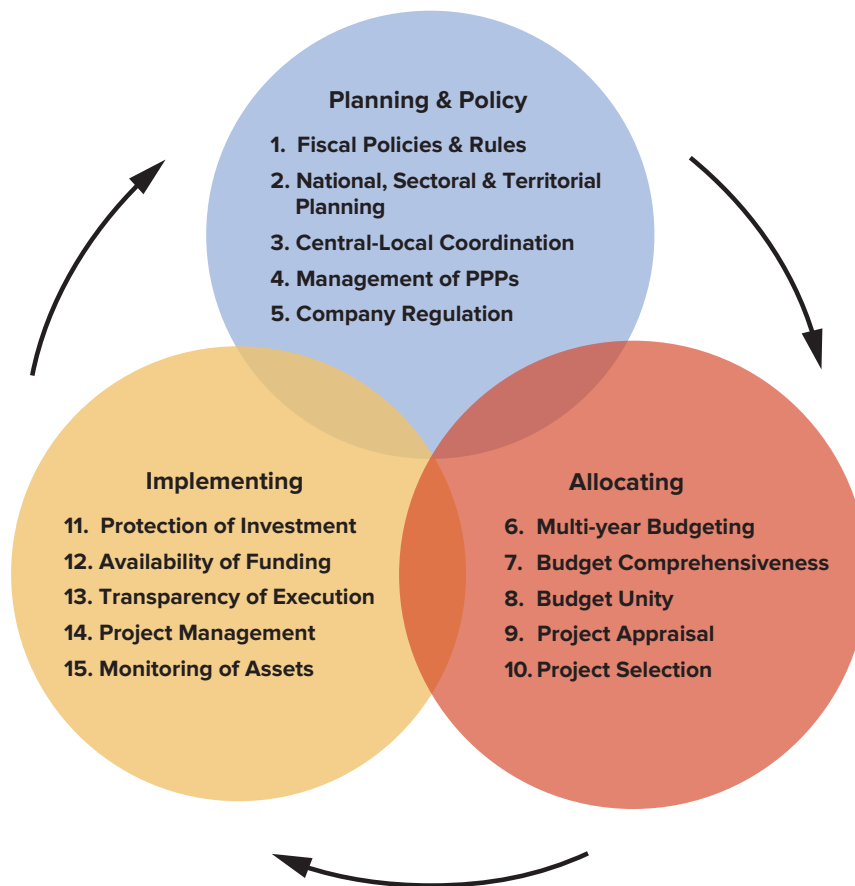 Planning & Policy
1. Fiscal Policies & Rules
2. National, Sectoral & Territorial
Planning
3. Central-Local Coordination
4. Management of PPPs
5. Company Regulation
Implementing
11. Protection of Investment
12. Availability of Funding
13. Transparency of Execution
14. Project Management
15. Monitoring of Assets
Allocating
6. Multi-year Budgeting
7. Budget Comprehensiveness
8. Budget Unity
9. Project Appraisal
10. Project Selection